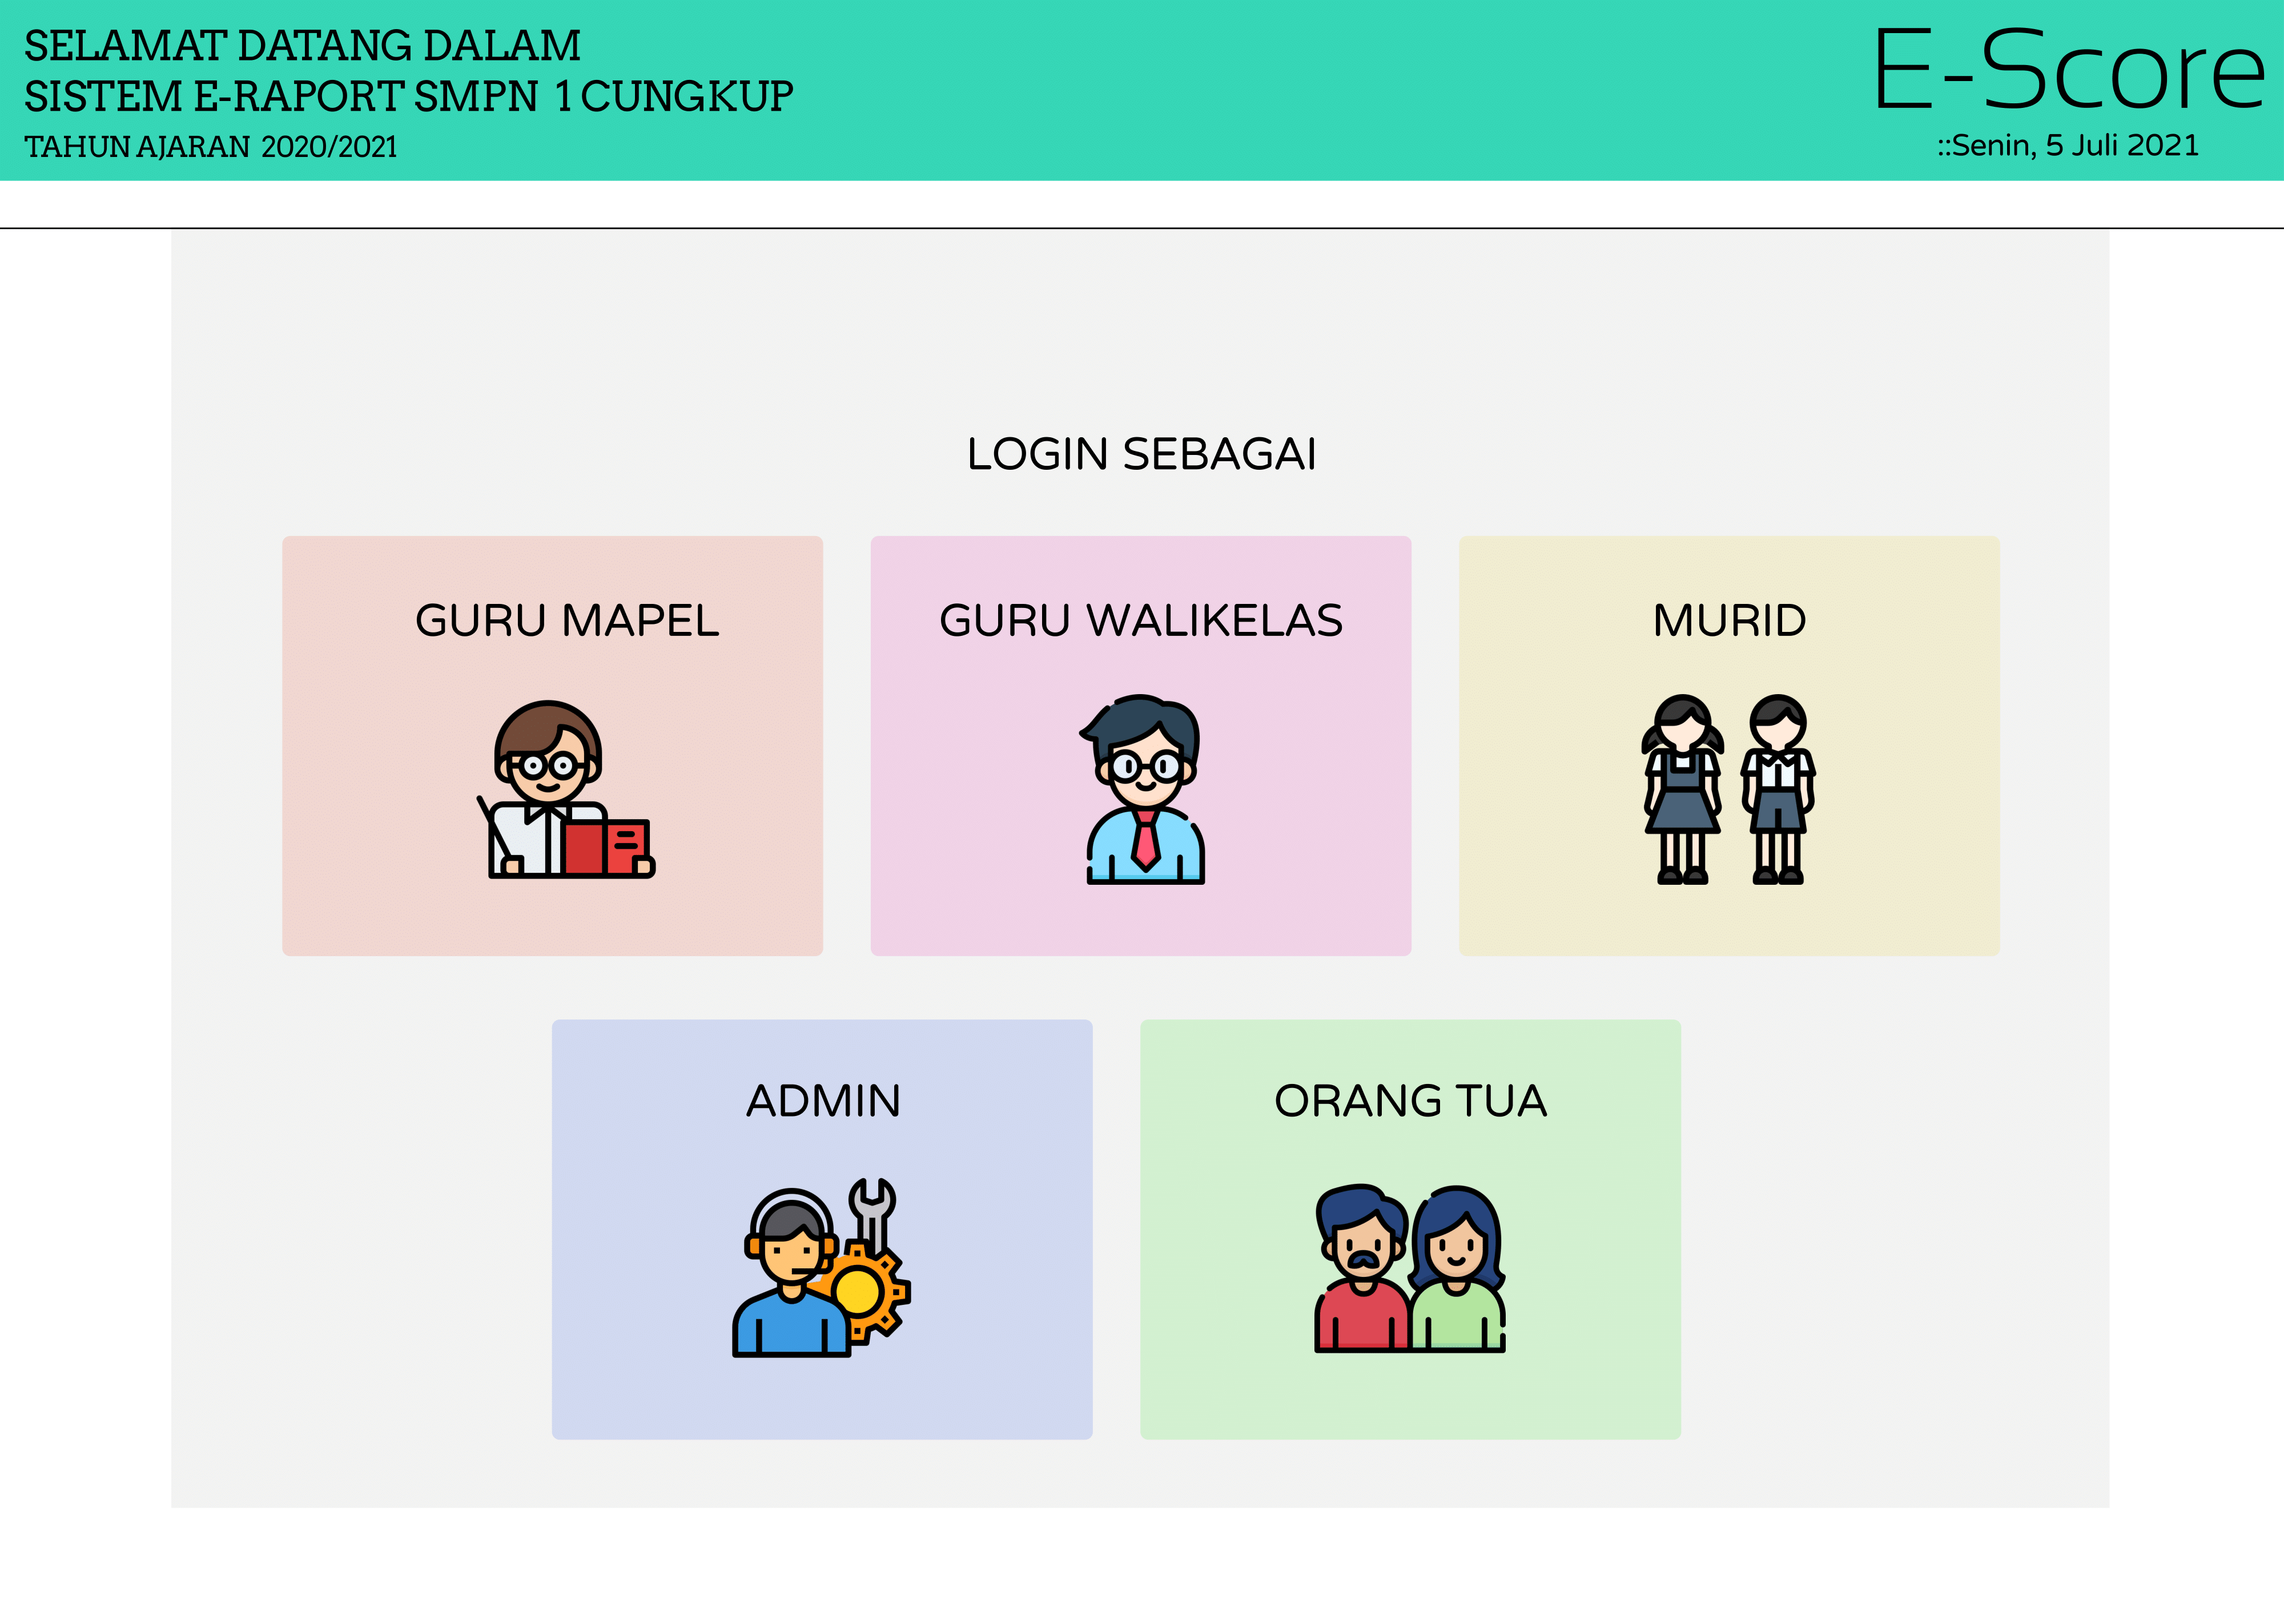 SELAMAT DATANG DALAM
SISTEM E-RAPORT SMPN 1 CUNGKUP
TAHUN AJARAN 2020/2021
E-Score
::Senin, 5 Juli 2021
LOGIN SEBAGAI
GURU MAPEL
GURU WALIKELAS
MURID
ADMIN
ORANG TUA